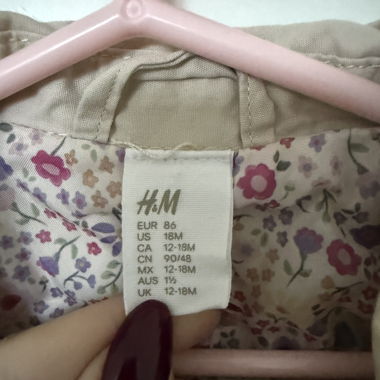 H&M
EUR 86
US 18M
CA 12-18M
CN 90/48
MX 12-18M
AUS 1½
UK 12-18M